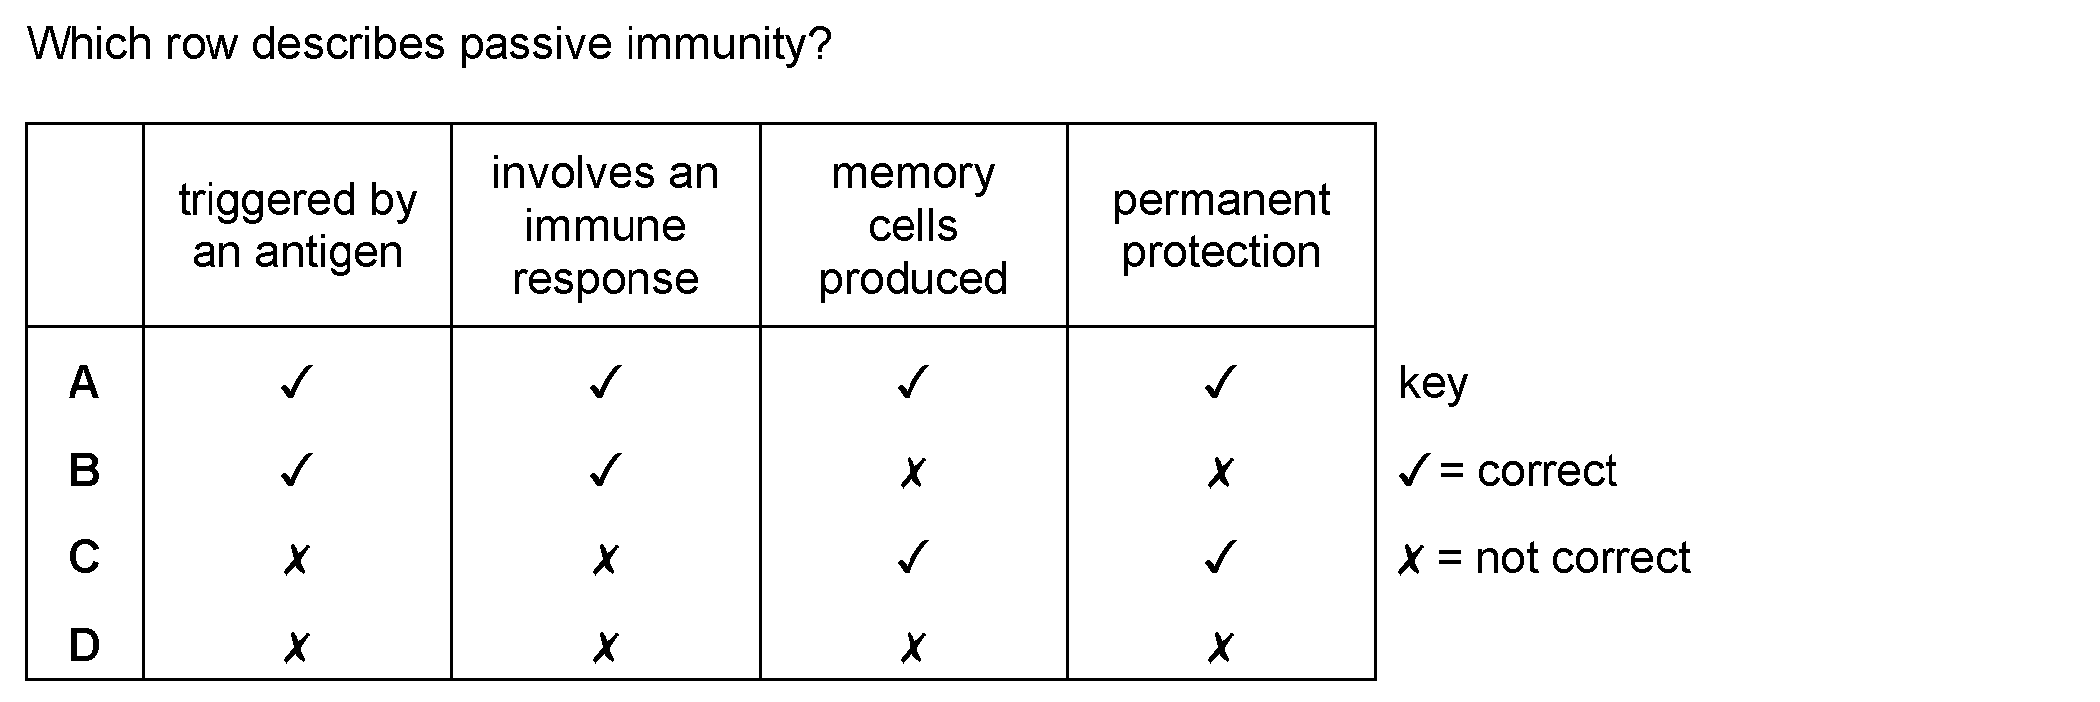 Which row describes passive immunity?
triggered by
an antigen
involves an
immune
response
memory
cells
produced
permanent
protection
A ✓ ✓ ✓ ✓ key
B ✓ ✓ ✗ ✗ ✓ = correct
C ✗ ✗ ✓ ✓ ✗ = not correct
D ✗ ✗ ✗ ✗